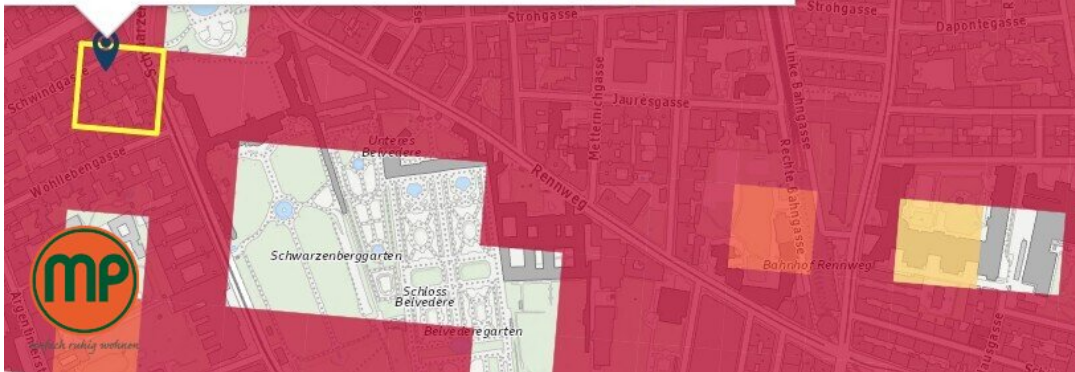 Strohgasse
Strohgasse
Dapontegasse
Schwindgasse
Linke Bahngasse
Jaurèsgasse
Metternichgasse
Unteres
Belvedere
Rechte Bahngasse
Wohllebengasse
Rennweg
Schwarzenberggarten
Bahnhof Rennweg
Schloss
Belvedere
mp
Belvederegarten
einfach ruhig wohnen